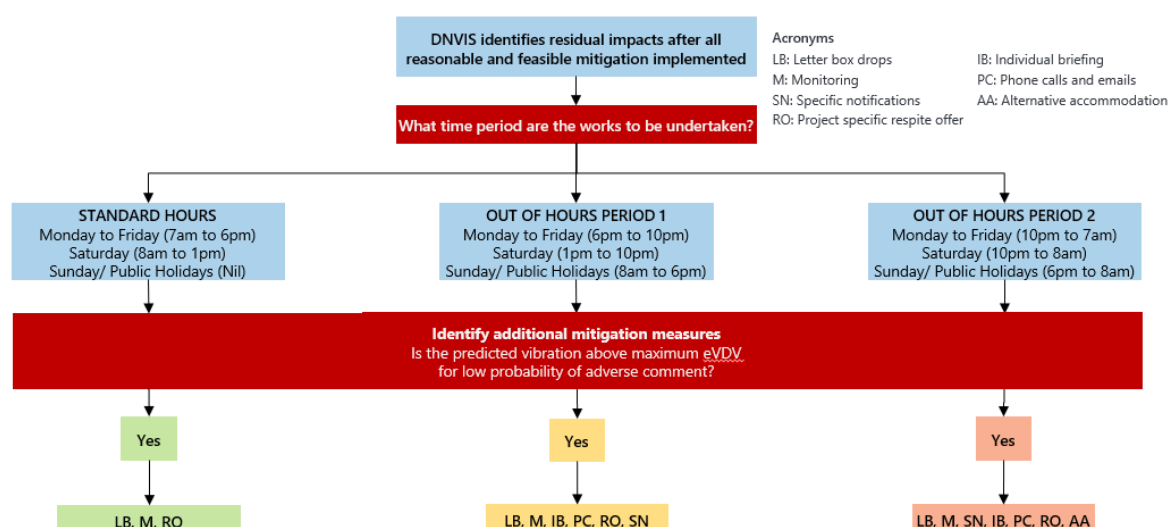 DNVIS identifies residual impacts after all
reasonable and feasible mitigation implemented
Acronyms
LB: Letter box drops
IB: Individual briefing
M: Monitoring
PC: Phone calls and emails
SN: Specific notifications
AA: Alternative accommodation
RO: Project specific respite offer
What time period are the works to be undertaken?
STANDARD HOURS
Monday to Friday (7am to 6pm)
Saturday (8am to 1pm)
Sunday/ Public Holidays (Nil)
OUT OF HOURS PERIOD 1
Monday to Friday (6pm to 10pm)
Saturday (1pm to 10pm)
Sunday/ Public Holidays (8am to 6pm)
OUT OF HOURS PERIOD 2
Monday to Friday (10pm to 7am)
Saturday (10pm to 8am)
Sunday/ Public Holidays (6pm to 8am)
Identify additional mitigation measures
Is the predicted vibration above maximum eVDV
for low probability of adverse comment?
Yes
Yes
Yes
LB, M, RO
LB, M, IB, PC, RO, SN
LB, M, SN, IB, PC, RO, AA